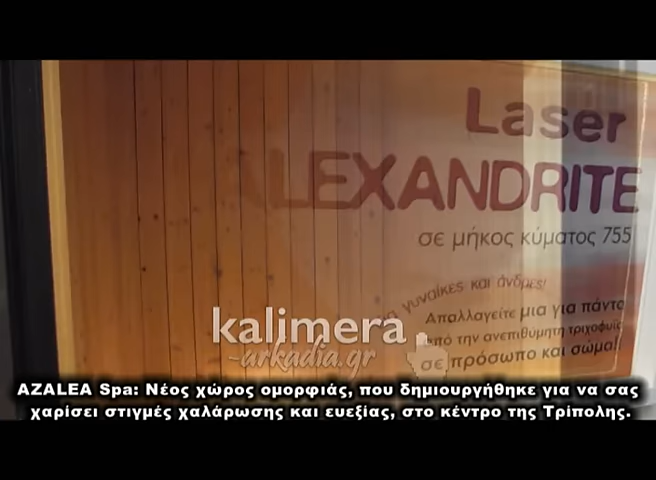 Laser
ALEXANDRITE
σε μήκος κύματος 755
για γυναίκες και άνδρες!
Απαλλαγείτε μια για πάντα
από την ανεπιθύμητη τριχοφυΐα
σε πρόσωπο και σώμα!!
kalimera
-arkadia.gr
AZALEA Spa: Νέος χώρος ομορφιάς, που δημιουργήθηκε για να σας
χαρίσει στιγμές χαλάρωσης και ευεξίας, στο κέντρο της Τρίπολης.